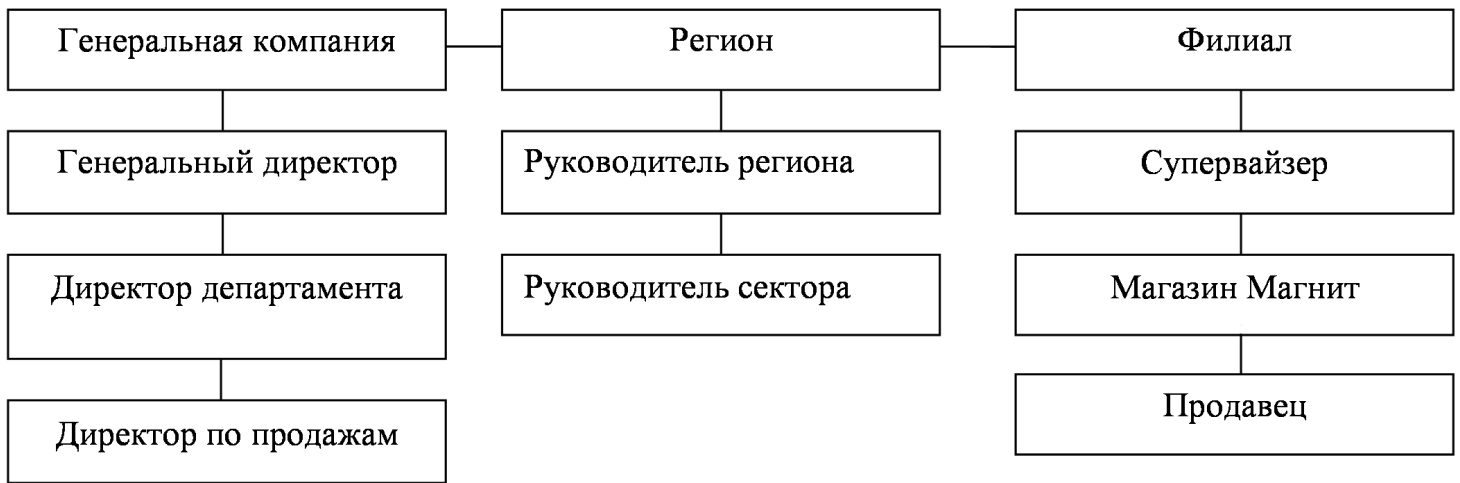 Генеральная компания
Регион
Филиал
Генеральный директор
Руководитель региона
Супервайзер
Директор департамента
Руководитель сектора
Магазин Магнит
Директор по продажам
Продавец